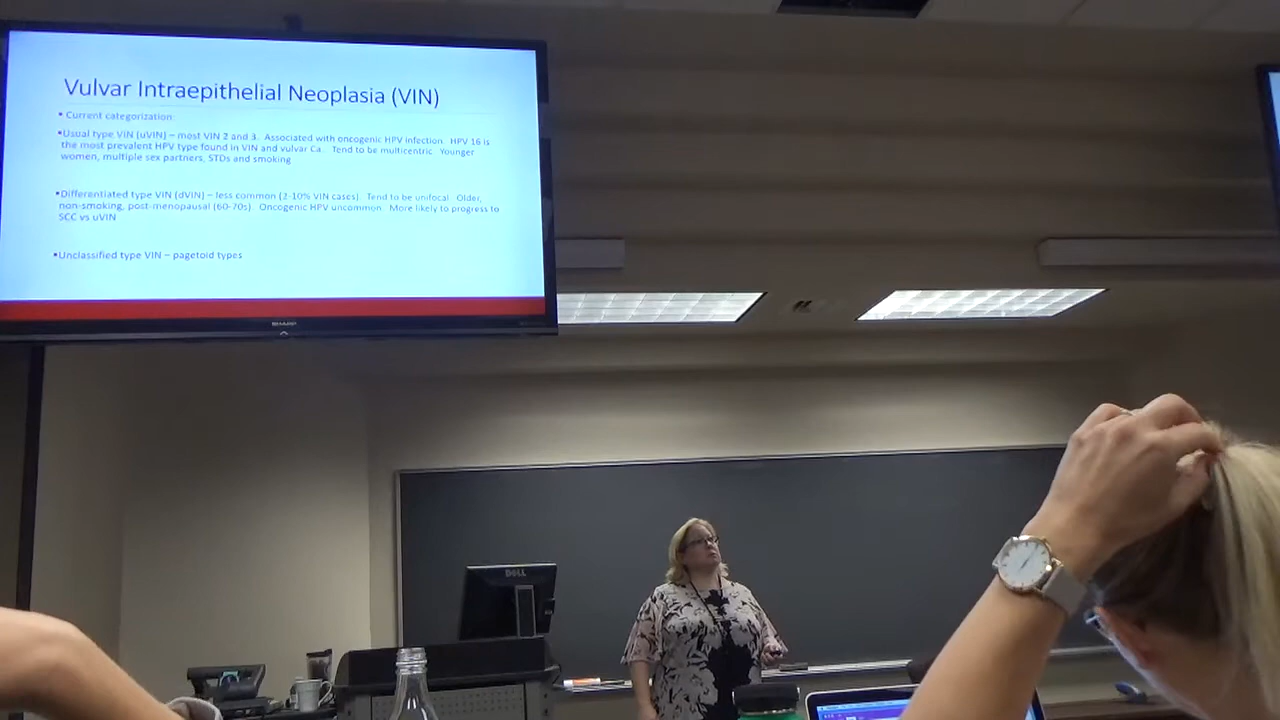 Vulvar Intraepithelial Neoplasia (VIN)
▪ Current categorization:
▪Usual type VIN (uVIN) – most VIN 2 and 3. Associated with oncogenic HPV infection. HPV 16 is
the most prevalent HPV type found in VIN and vulvar Ca. Tend to be multicentric. Younger
women, multiple sex partners, STDs and smoking
▪Differentiated type VIN (dVIN) – less common (2-10% VIN cases). Tend to be unifocal. Older,
non-smoking, post-menopausal (60-70s). Oncogenic HPV uncommon. More likely to progress to
SCC vs uVIN
▪Unclassified type VIN – pagetoid types
SHARP
DELL